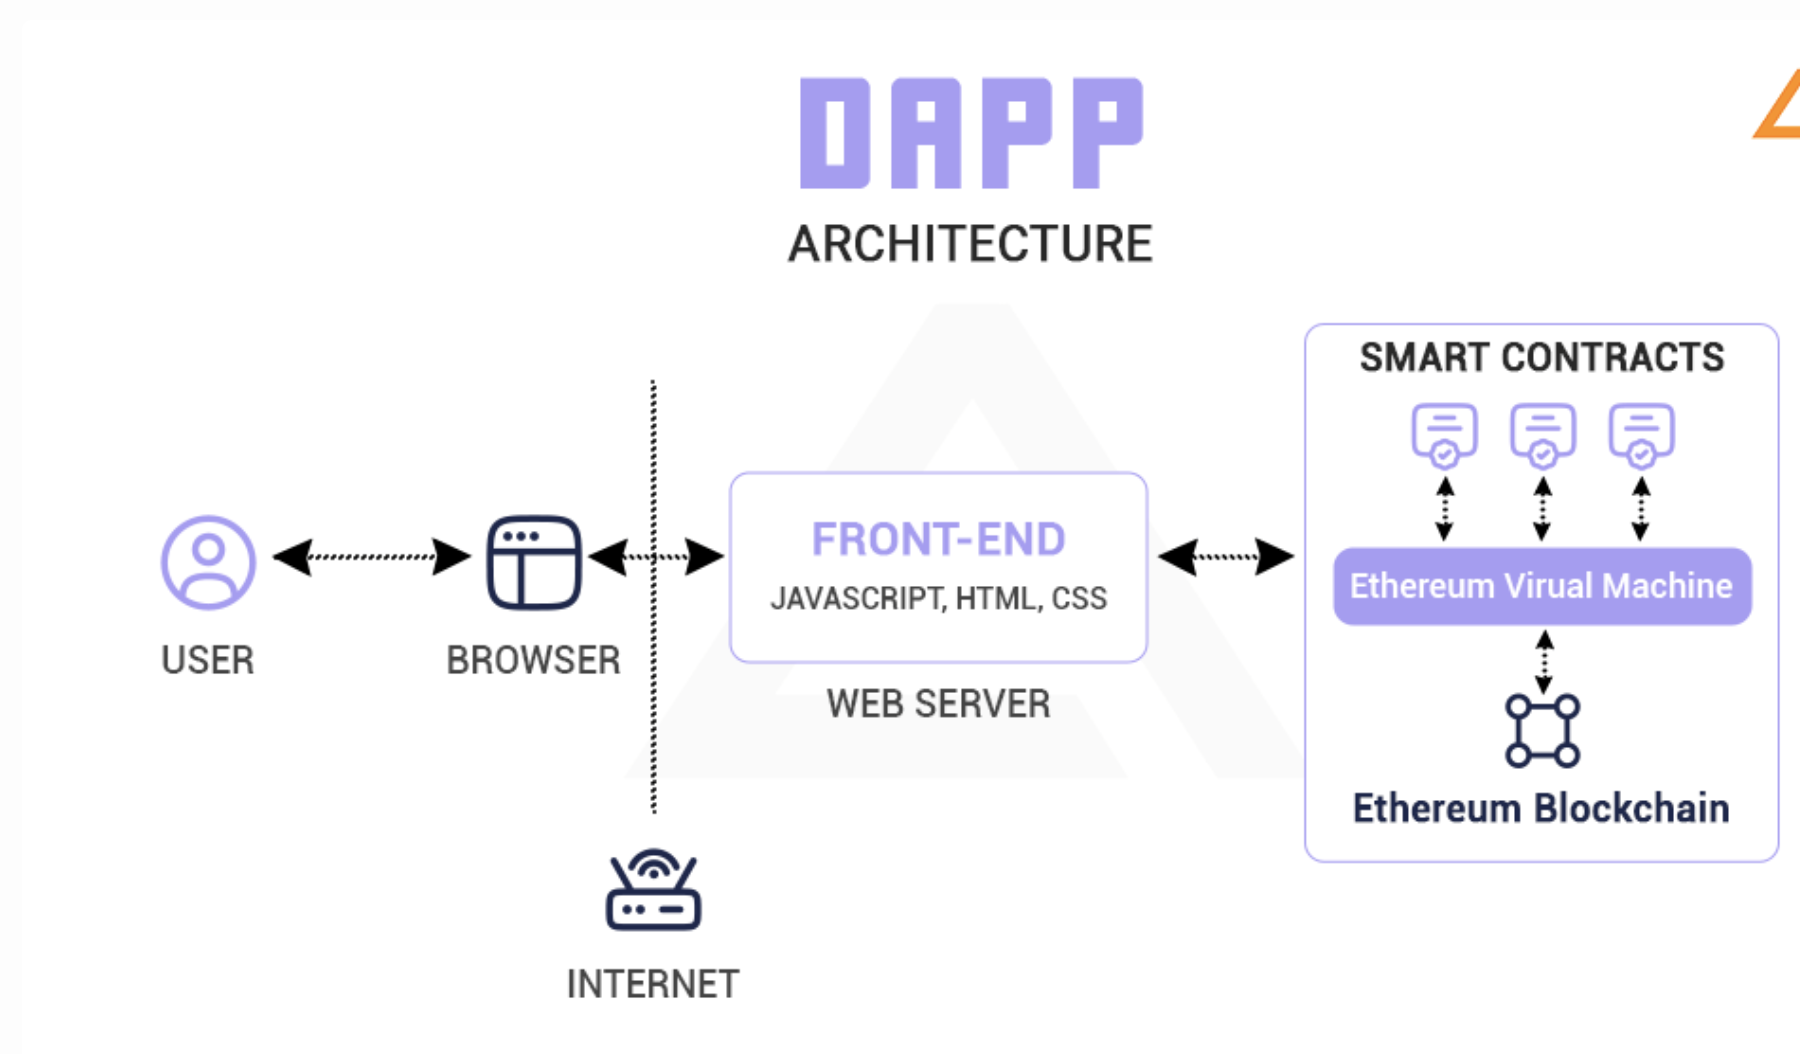 DAPP
ARCHITECTURE
SMART CONTRACTS
FRONT-END
JAVASCRIPT, HTML, CSS
Ethereum Virual Machine
USER
BROWSER
WEB SERVER
Ethereum Blockchain
INTERNET